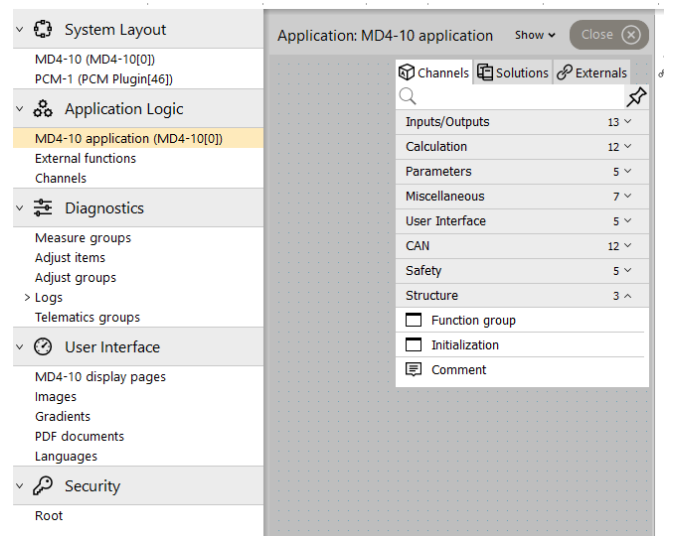 System Layout
MD4-10 (MD4-10[0])
PCM-1 (PCM Plugin[46])
Application Logic
MD4-10 application (MD4-10[0])
External functions
Channels
Diagnostics
Measure groups
Adjust items
Adjust groups
> Logs
Telematics groups
User Interface
MD4-10 display pages
Images
Gradients
PDF documents
Languages
Security
Root
Application: MD4-10 application Show Close
Channels Solutions Externals
Inputs/Outputs 13
Calculation 12
Parameters 5
Miscellaneous 7
User Interface 5
CAN 12
Safety 5
Structure 3
Function group
Initialization
Comment